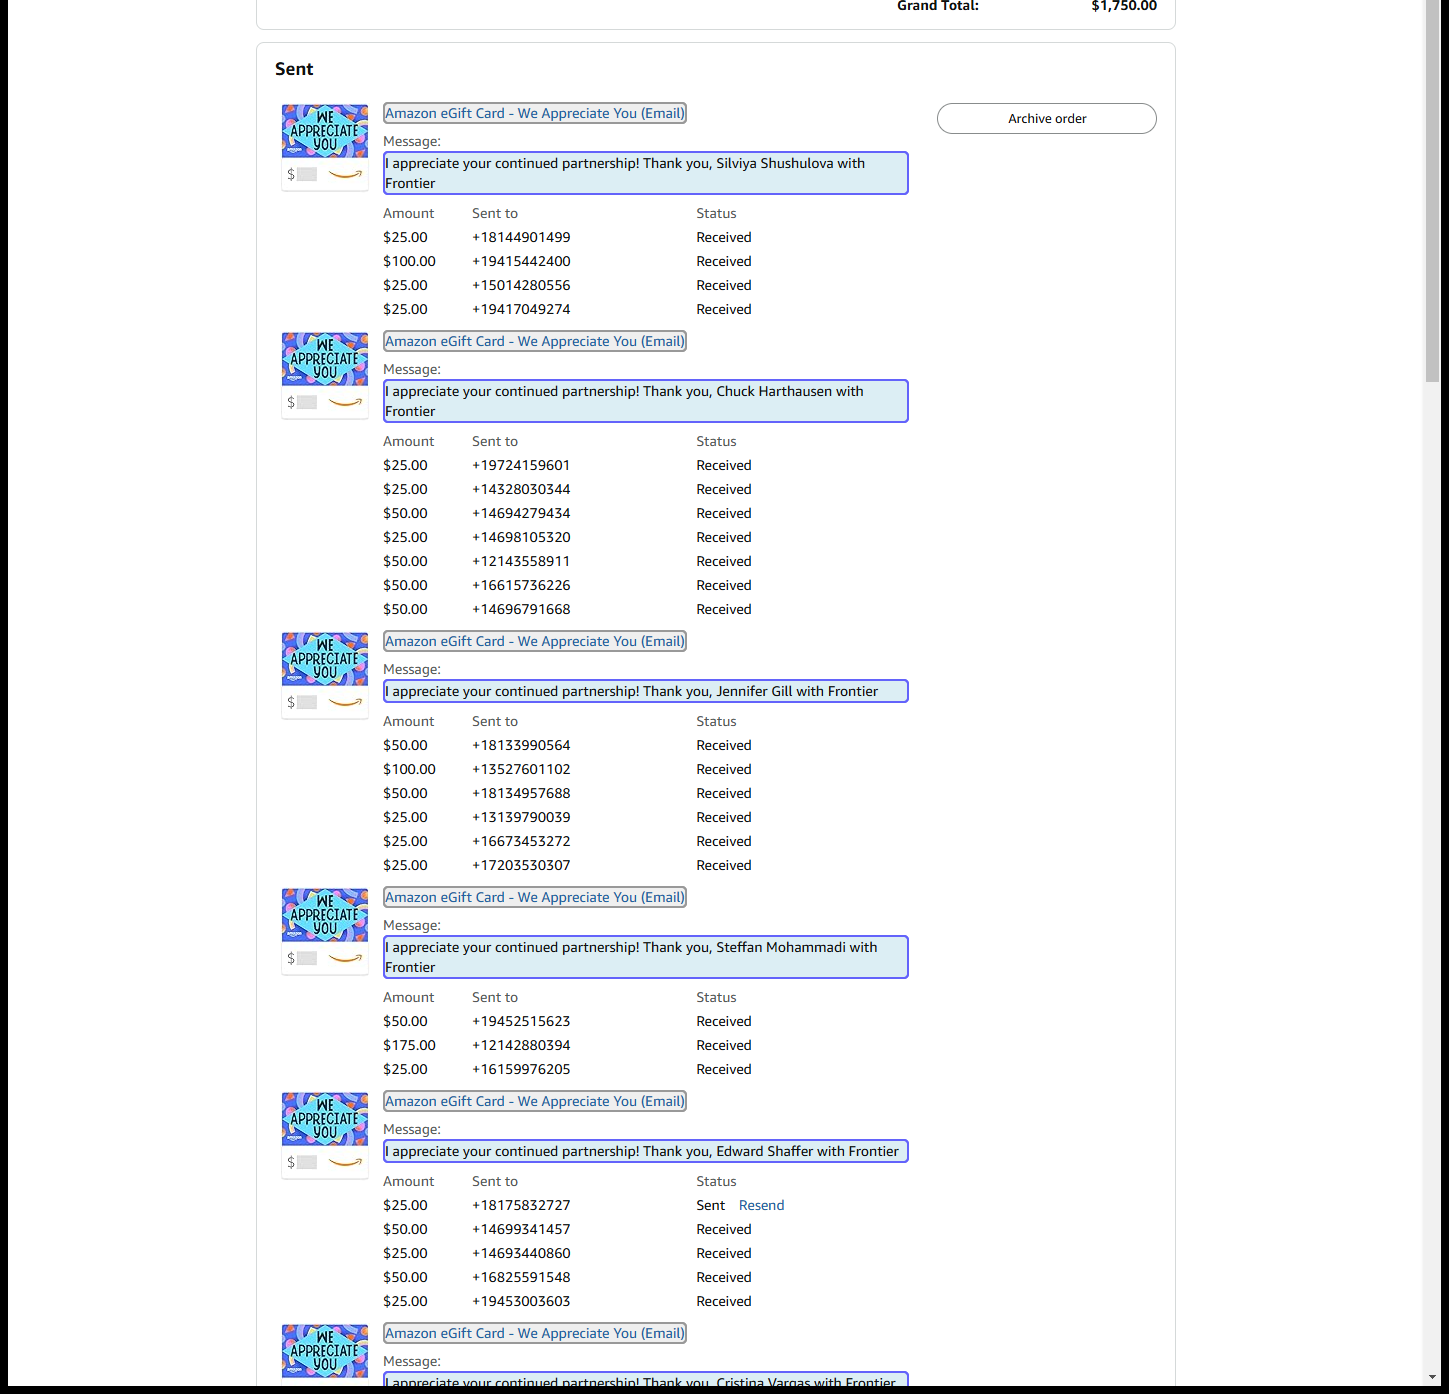 Grand Total: $1,750.00
Sent
WE APPRECIATE YOU
$
Amazon eGift Card - We Appreciate You (Email)
Archive order
Message:
I appreciate your continued partnership! Thank you, Silviya Shushulova with
Frontier
Amount Sent to Status
$25.00 +18144901499 Received
$100.00 +19415442400 Received
$25.00 +15014280556 Received
$25.00 +19417049274 Received
WE APPRECIATE YOU
$
Amazon eGift Card - We Appreciate You (Email)
Message:
I appreciate your continued partnership! Thank you, Chuck Harthausen with
Frontier
Amount Sent to Status
$25.00 +19724159601 Received
$25.00 +14328030344 Received
$50.00 +14694279434 Received
$25.00 +14698105320 Received
$50.00 +12143558911 Received
$50.00 +16615736226 Received
$50.00 +14696791668 Received
WE APPRECIATE YOU
$
Amazon eGift Card - We Appreciate You (Email)
Message:
I appreciate your continued partnership! Thank you, Jennifer Gill with Frontier
Amount Sent to Status
$50.00 +18133990564 Received
$100.00 +13527601102 Received
$50.00 +18134957688 Received
$25.00 +13139790039 Received
$25.00 +16673453272 Received
$25.00 +17203530307 Received
WE APPRECIATE YOU
$
Amazon eGift Card - We Appreciate You (Email)
Message:
I appreciate your continued partnership! Thank you, Steffan Mohammadi with
Frontier
Amount Sent to Status
$50.00 +19452515623 Received
$175.00 +12142880394 Received
$25.00 +16159976205 Received
WE APPRECIATE YOU
$
Amazon eGift Card - We Appreciate You (Email)
Message:
I appreciate your continued partnership! Thank you, Edward Shaffer with Frontier
Amount Sent to Status
$25.00 +18175832727 Sent Resend
$50.00 +14699341457 Received
$25.00 +14693440860 Received
$50.00 +16825591548 Received
$25.00 +19453003603 Received
WE APPRECIATE YOU
Amazon eGift Card - We Appreciate You (Email)
Message:
I appreciate your continued partnership! Thank you, Cristina Vargas with Frontier